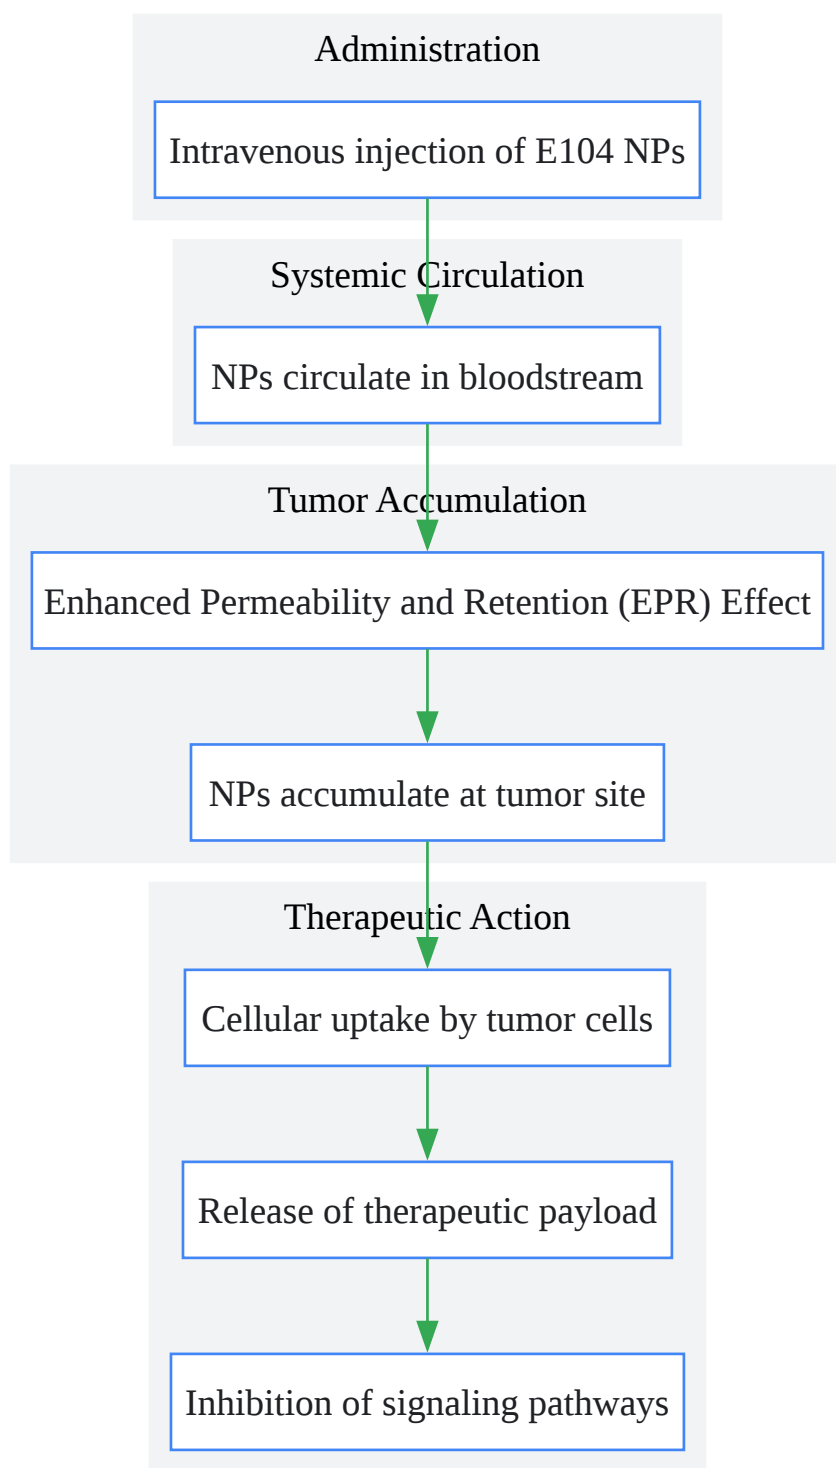 Administration
Intravenous injection of E104 NPs
Systemic Circulation
NPs circulate in bloodstream
Tumor Accumulation
Enhanced Permeability and Retention (EPR) Effect
NPs accumulate at tumor site
Therapeutic Action
Cellular uptake by tumor cells
Release of therapeutic payload
Inhibition of signaling pathways